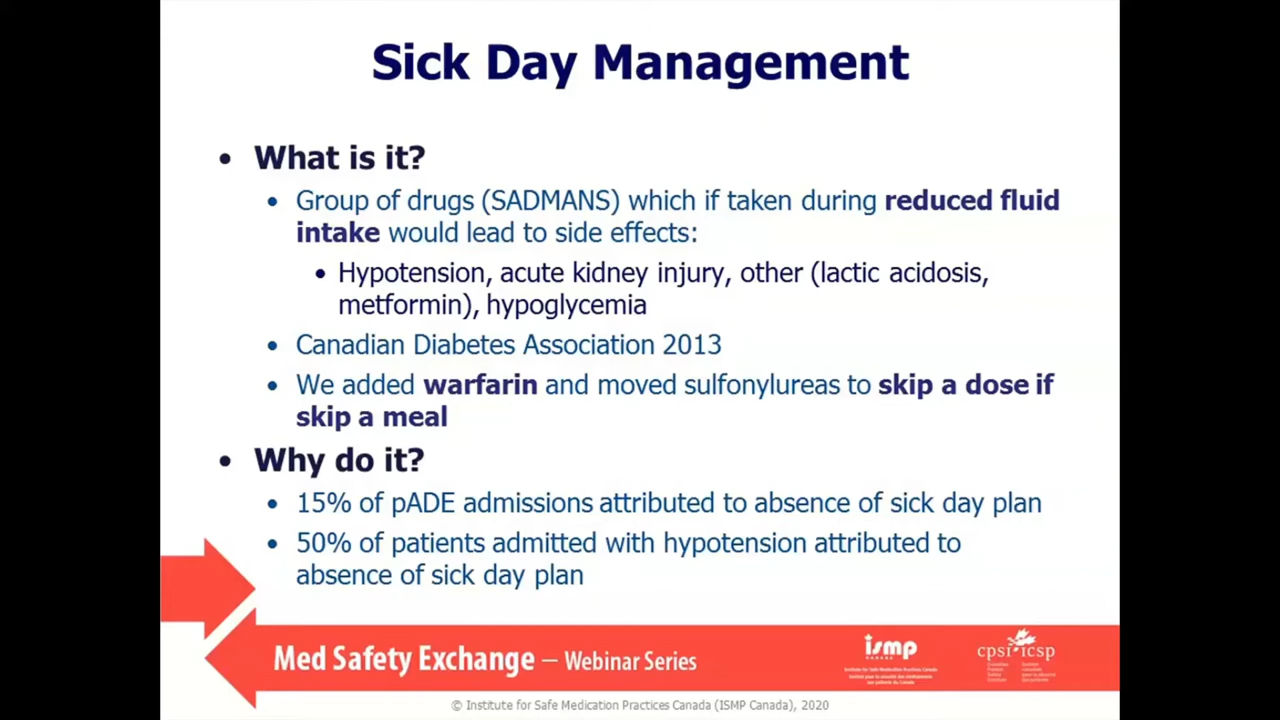 Sick Day Management
• What is it?
• Group of drugs (SADMANS) which if taken during reduced fluid
intake would lead to side effects:
• Hypotension, acute kidney injury, other (lactic acidosis,
metformin), hypoglycemia
• Canadian Diabetes Association 2013
• We added warfarin and moved sulfonylureas to skip a dose if
skip a meal
• Why do it?
• 15% of pADE admissions attributed to absence of sick day plan
• 50% of patients admitted with hypotension attributed to
absence of sick day plan
Med Safety Exchange – Webinar Series
ismp
CANADA
Institute for Safe Medication Practices Canada
cpsi·icsp
© Institute for Safe Medication Practices Canada (ISMP Canada), 2020